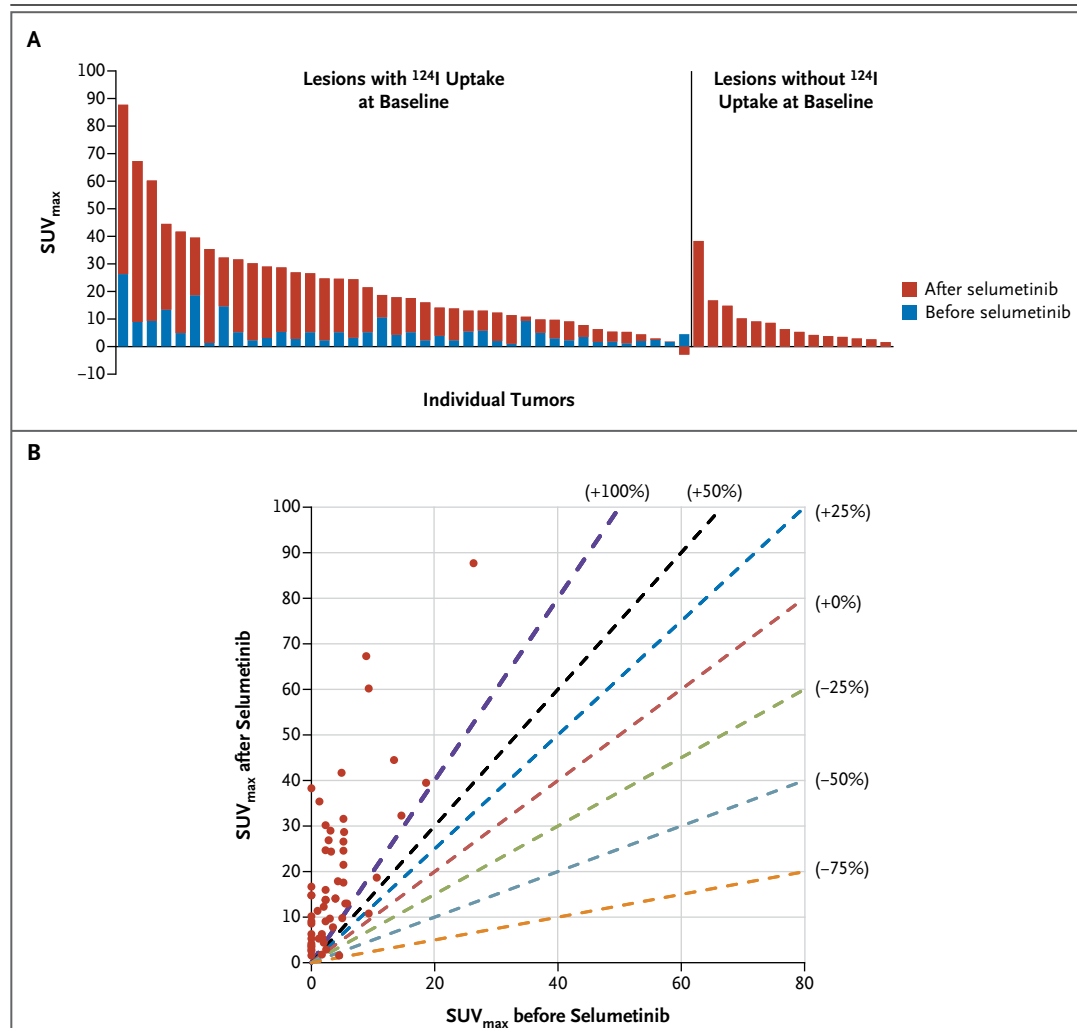 A
Lesions with ¹²⁴I Uptake
at Baseline
Lesions without ¹²⁴I
Uptake at Baseline
100
90
80
70
60
50
40
30
20
10
0
−10
SUVmax
After selumetinib
Before selumetinib
Individual Tumors
B
(+100%)
(+50%)
(+25%)
(+0%)
(−25%)
(−50%)
(−75%)
100
90
80
70
60
50
40
30
20
10
0
SUVmax after Selumetinib
0
20
40
60
80
SUVmax before Selumetinib